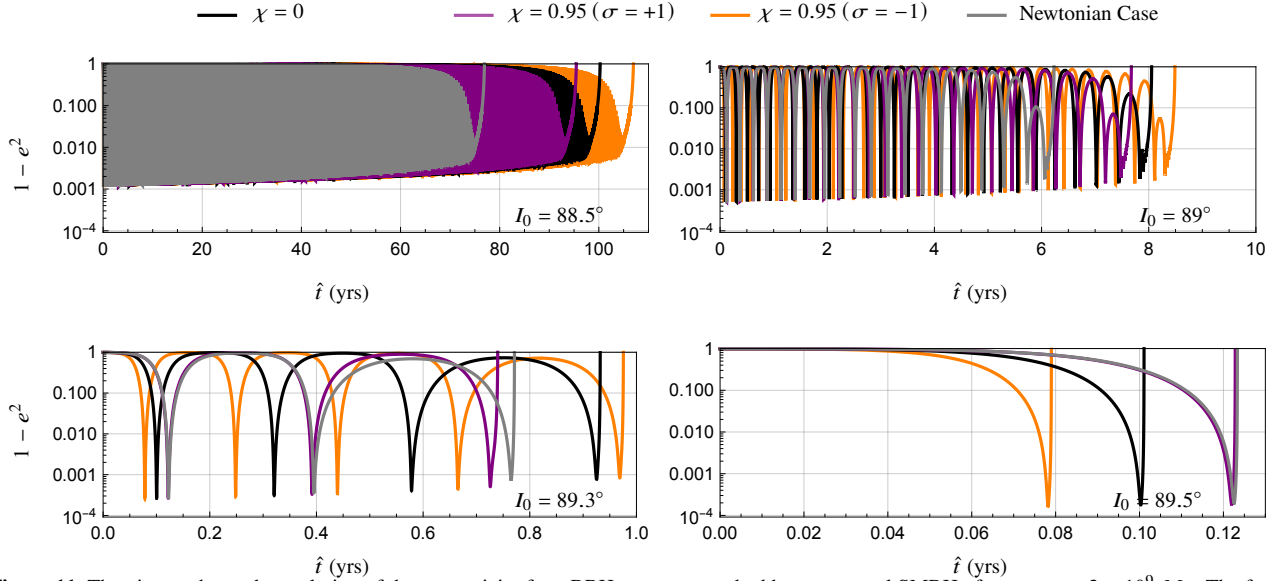 χ = 0
χ = 0.95 (σ = +1)
χ = 0.95 (σ = −1)
Newtonian Case
1 − e²
1
0.100
0.010
0.001
10⁻⁴
I₀ = 88.5°
0 20 40 60 80 100
t̂ (yrs)
1
0.100
0.010
0.001
10⁻⁴
I₀ = 89°
0 2 4 6 8 10
t̂ (yrs)
1 − e²
1
0.100
0.010
0.001
10⁻⁴
I₀ = 89.3°
0.0 0.2 0.4 0.6 0.8 1.0
t̂ (yrs)
1
0.100
0.010
0.001
10⁻⁴
I₀ = 89.5°
0.00 0.02 0.04 0.06 0.08 0.10 0.12
t̂ (yrs)